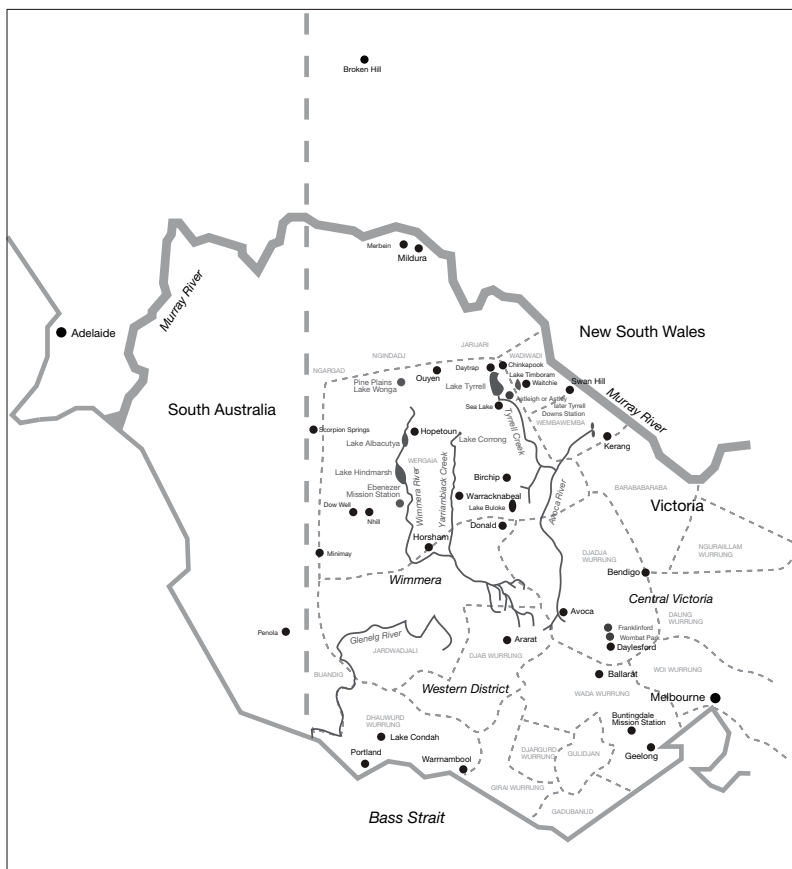 Broken Hill
Merbein
Mildura
Murray River
Adelaide
New South Wales
JARIJARI
NGINDADJ
WADIWADI
NGARGAD
Daytrap
Chinkapook
Ouyen
Lake Timboram
Waitchie
Pine Plains
Lake Wonga
Lake Tyrrell
Swan Hill
Astleigh or Astley
later Tyrrell
Downs Station
Murray River
South Australia
Sea Lake
WEMBAWEMBA
Scorpion Springs
Hopetoun
Tyrrell Creek
Lake Albacutya
Lake Corrong
Kerang
WERGAIA
Lake Hindmarsh
Birchip
Ebenezer
Mission Station
Wimmera River
Yarriambiack Creek
Warracknabeal
Lake Buloke
Avoca River
BARABABARABA
Victoria
Dow Well
Nhill
Donald
Horsham
Minimay
DJADJA
WURRUNG
NGURAIILLAM
WURRUNG
Wimmera
Bendigo
Central Victoria
Avoca
DAUNG
WURRUNG
Penola
Glenelg River
Franklinford
Wombat Park
Daylesford
JARDWADJALI
Ararat
DJAB WURRUNG
BUANDIG
Ballarat
WOI WURRUNG
Western District
WADA WURRUNG
Melbourne
DHAUWURD
WURRUNG
Buntingdale
Mission Station
Lake Condah
DJARGURD
WURRUNG
GULIDJAN
Geelong
Portland
Warrnambool
GIRAI WURRUNG
GADUBANUD
Bass Strait